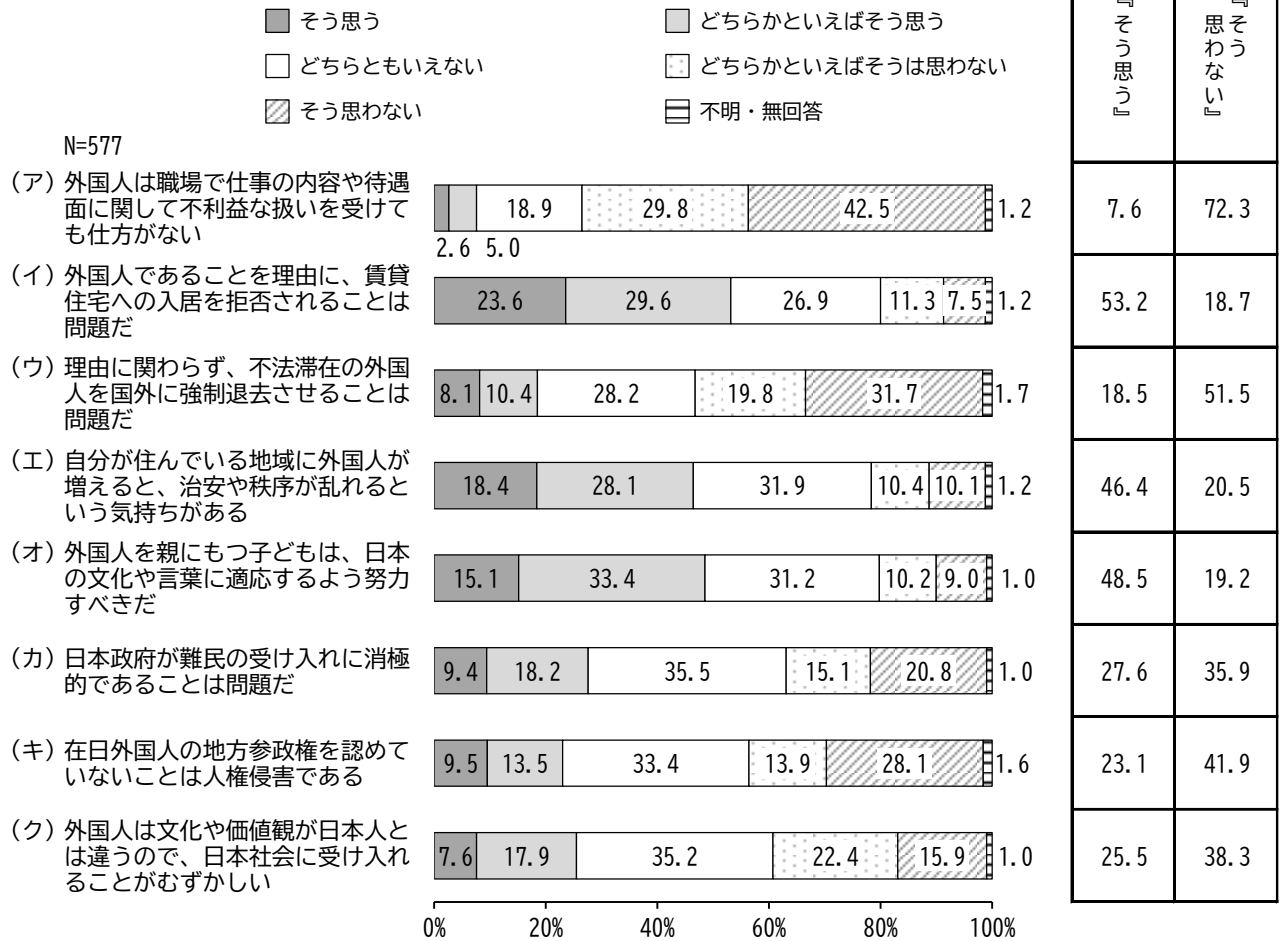 そう思う
どちらかといえばそう思う
どちらともいえない
どちらかといえばそうは思わない
そう思わない
不明・無回答
『そう思う』
『そう
思わない』
N=577
（ア）外国人は職場で仕事の内容や待遇
面に関して不利益な扱いを受けて
も仕方がない
18.9 29.8 42.5 1.2
2.6 5.0
7.6 72.3
（イ）外国人であることを理由に、賃貸
住宅への入居を拒否されることは
問題だ
23.6 29.6 26.9 11.3 7.5 1.2
53.2 18.7
（ウ）理由に関わらず、不法滞在の外国
人を国外に強制退去させることは
問題だ
8.1 10.4 28.2 19.8 31.7 1.7
18.5 51.5
（エ）自分が住んでいる地域に外国人が
増えると、治安や秩序が乱れると
いう気持ちがある
18.4 28.1 31.9 10.4 10.1 1.2
46.4 20.5
（オ）外国人を親にもつ子どもは、日本
の文化や言葉に適応するよう努力
すべきだ
15.1 33.4 31.2 10.2 9.0 1.0
48.5 19.2
（カ）日本政府が難民の受け入れに消極
的であることは問題だ
9.4 18.2 35.5 15.1 20.8 1.0
27.6 35.9
（キ）在日外国人の地方参政権を認めて
いないことは人権侵害である
9.5 13.5 33.4 13.9 28.1 1.6
23.1 41.9
（ク）外国人は文化や価値観が日本人と
は違うので、日本社会に受け入れ
ることがむずかしい
7.6 17.9 35.2 22.4 15.9 1.0
25.5 38.3
0% 20% 40% 60% 80% 100%